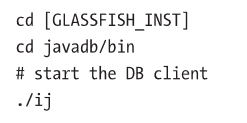 cd [GLASSFISH_INST]
cd javadb/bin
# start the DB client
./ij